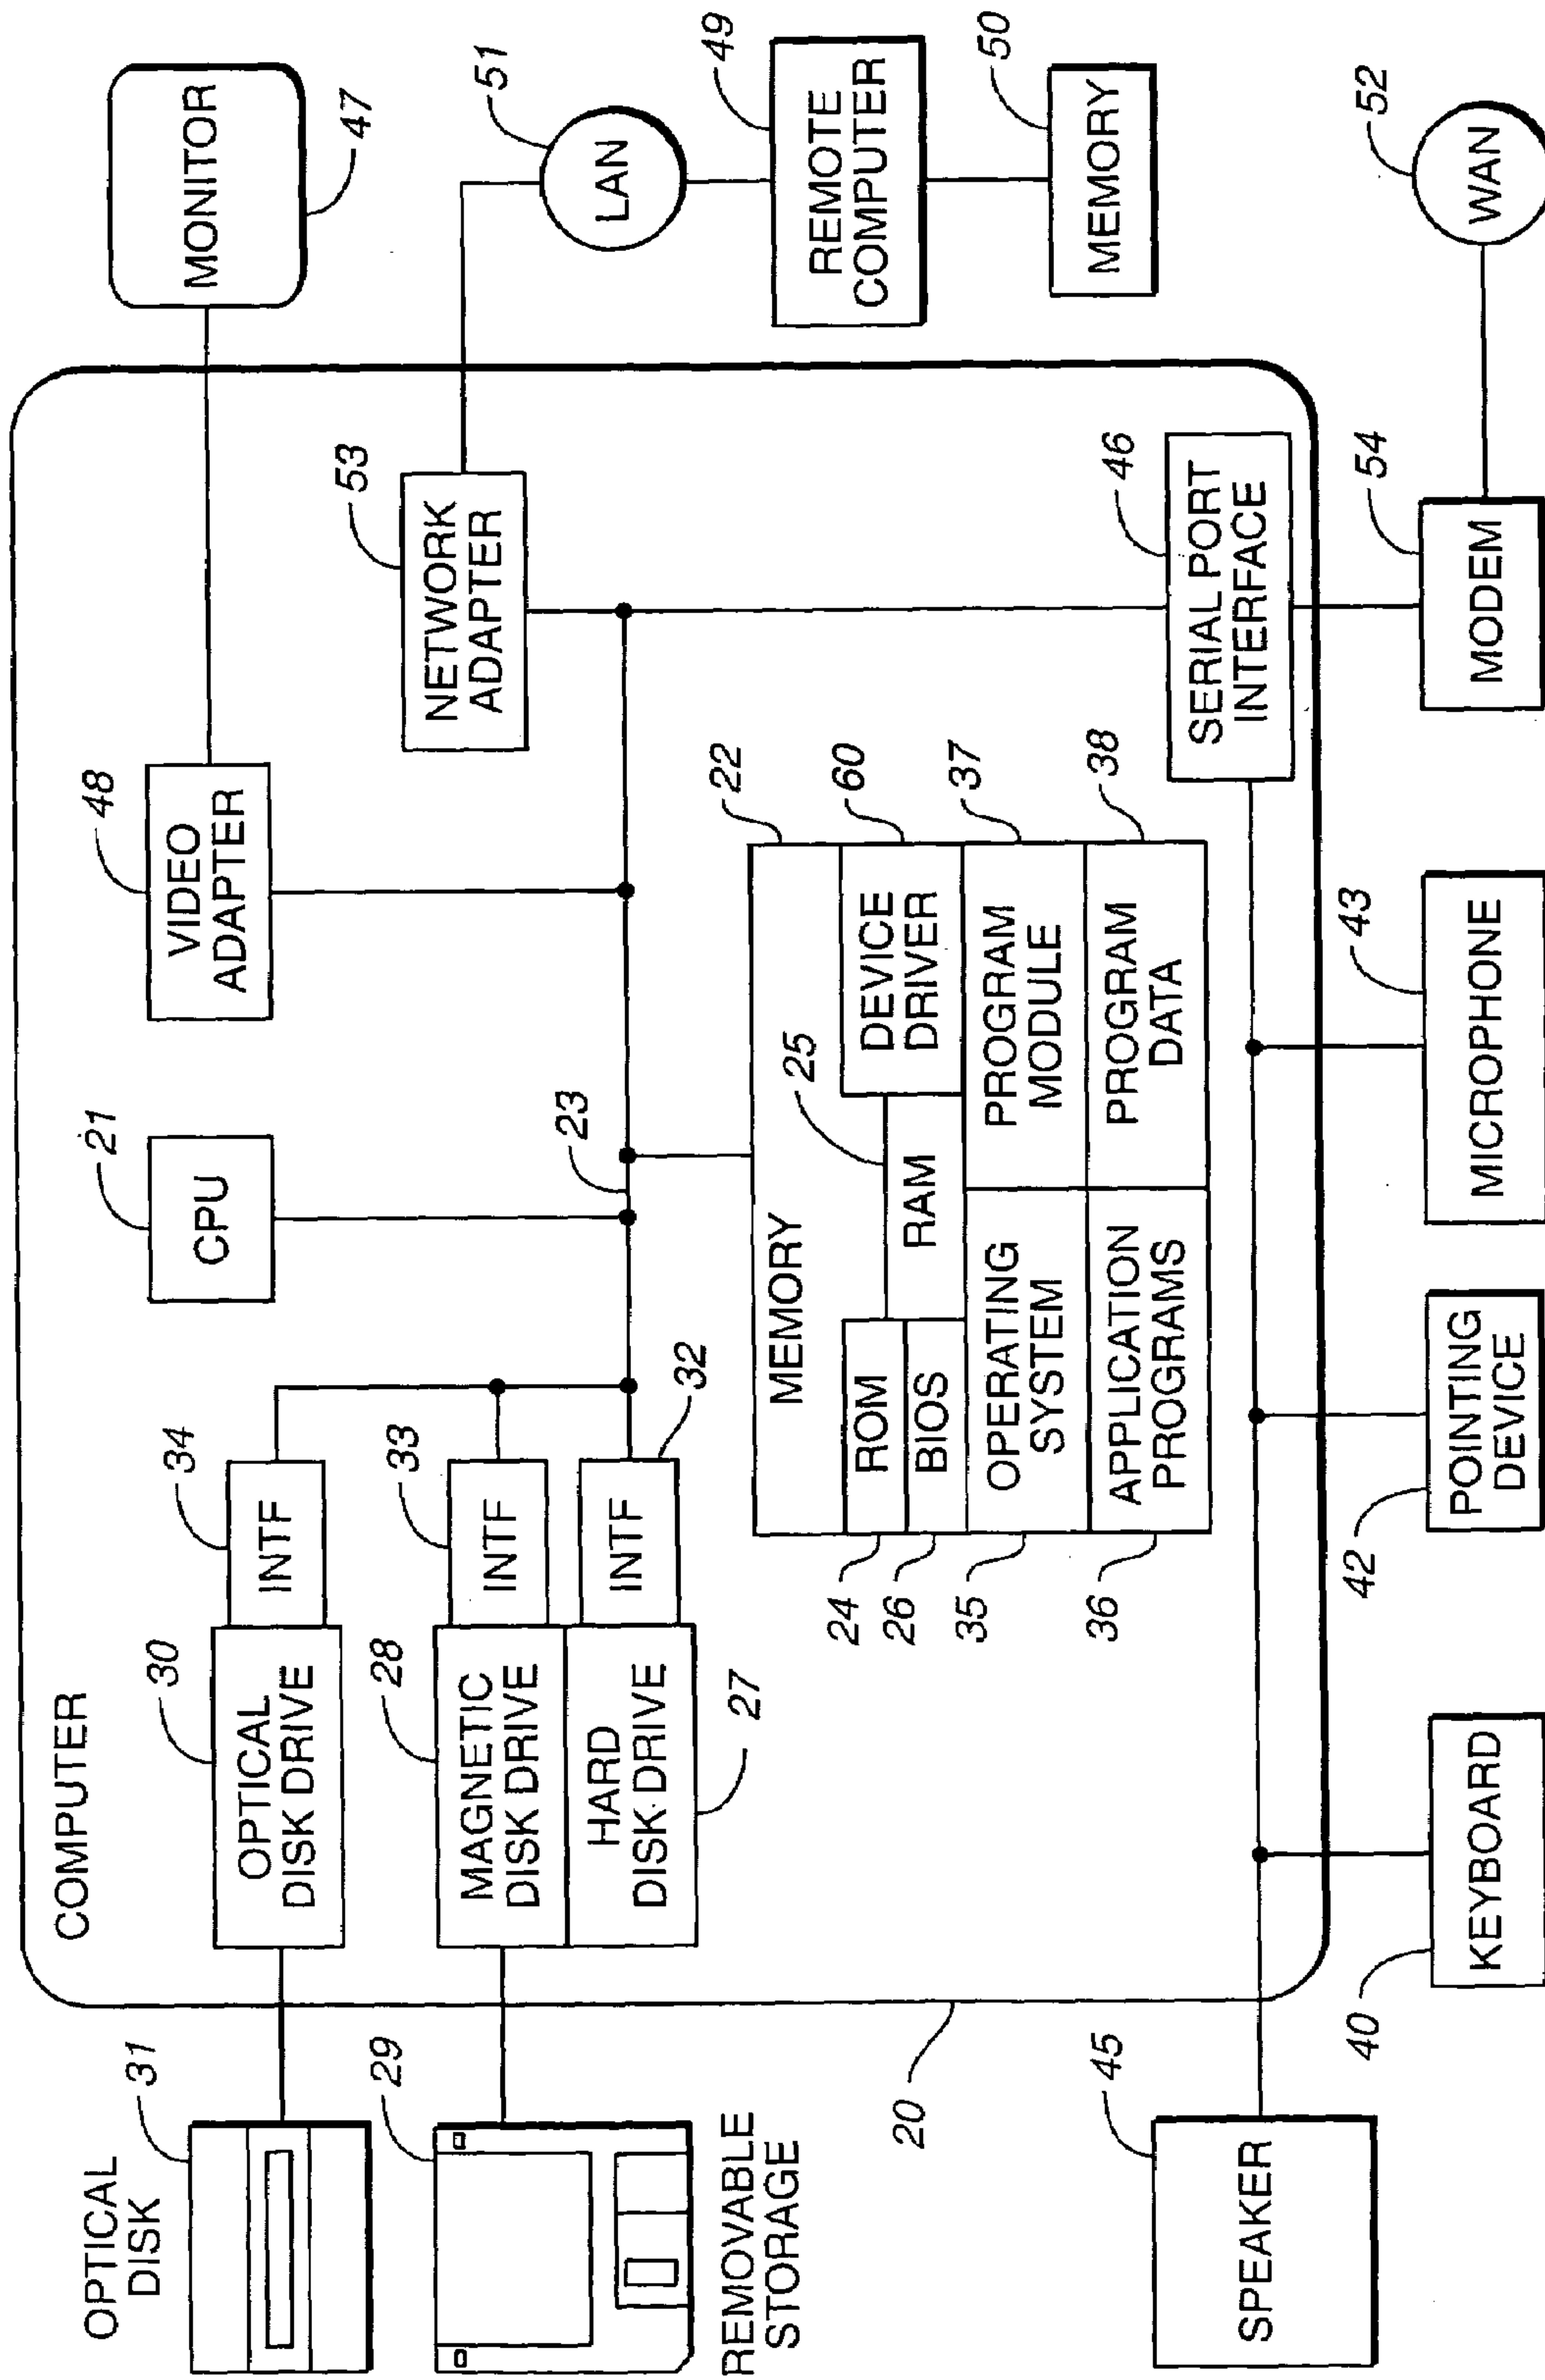 COMPUTER
OPTICAL
DISK
31
30
OPTICAL
DISK DRIVE
34
INTF
21
CPU
48
VIDEO
ADAPTER
MONITOR
47
29
REMOVABLE
STORAGE
28
MAGNETIC
DISK DRIVE
33
INTF
HARD
DISK DRIVE
27
INTF
32
23
53
NETWORK
ADAPTER
51
LAN
49
REMOTE
COMPUTER
50
MEMORY
20
MEMORY
22
24
ROM
26
BIOS
25
RAM
DEVICE
DRIVER
60
35
OPERATING
SYSTEM
PROGRAM
MODULE
37
36
APPLICATION
PROGRAMS
PROGRAM
DATA
38
46
SERIAL PORT
INTERFACE
45
SPEAKER
40
KEYBOARD
42
POINTING
DEVICE
43
MICROPHONE
54
MODEM
52
WAN